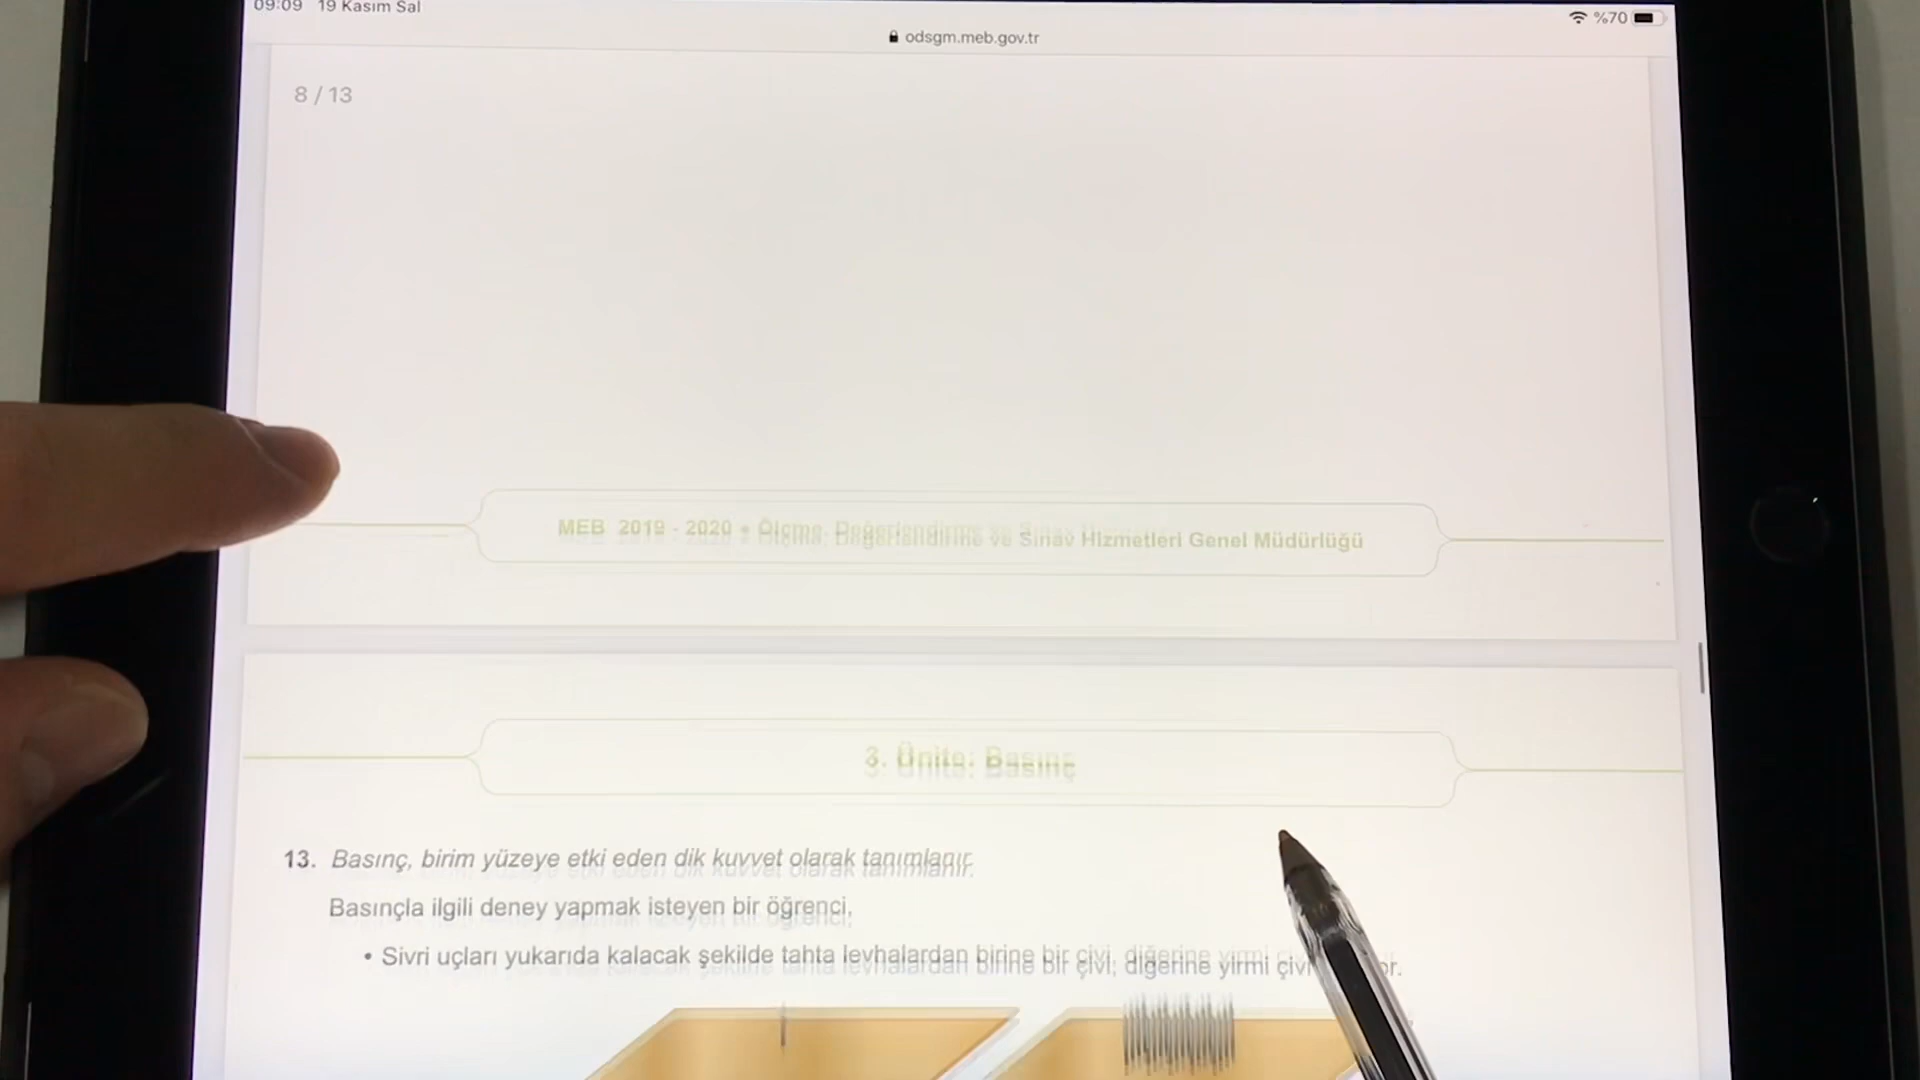 09:09 19 Kasım Sal
%70
odsgm.meb.gov.tr
8 / 13
MEB 2019 - 2020 • Ölçme, Değerlendirme ve Sınav Hizmetleri Genel Müdürlüğü
3. Ünite: Basınç
13. Basınç, birim yüzeye etki eden dik kuvvet olarak tanımlanır.
Basınçla ilgili deney yapmak isteyen bir öğrenci,
• Sivri uçları yukarıda kalacak şekilde tahta levhalardan birine bir çivi, diğerine yirmi